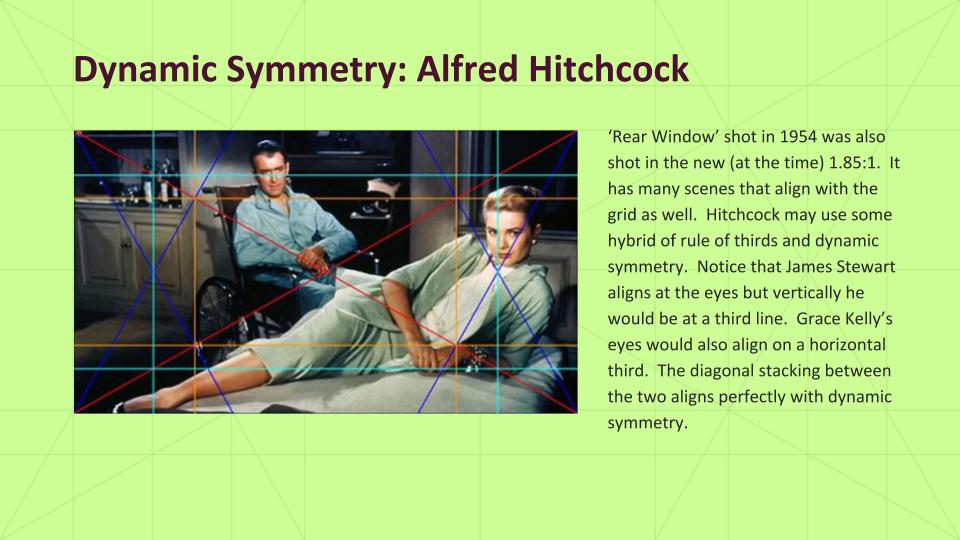 Dynamic Symmetry: Alfred Hitchcock
‘Rear Window’ shot in 1954 was also
shot in the new (at the time) 1.85:1.  It
has many scenes that align with the
grid as well.  Hitchcock may use some
hybrid of rule of thirds and dynamic
symmetry.  Notice that James Stewart
aligns at the eyes but vertically he
would be at a third line.  Grace Kelly’s
eyes would also align on a horizontal
third.  The diagonal stacking between
the two aligns perfectly with dynamic
symmetry.